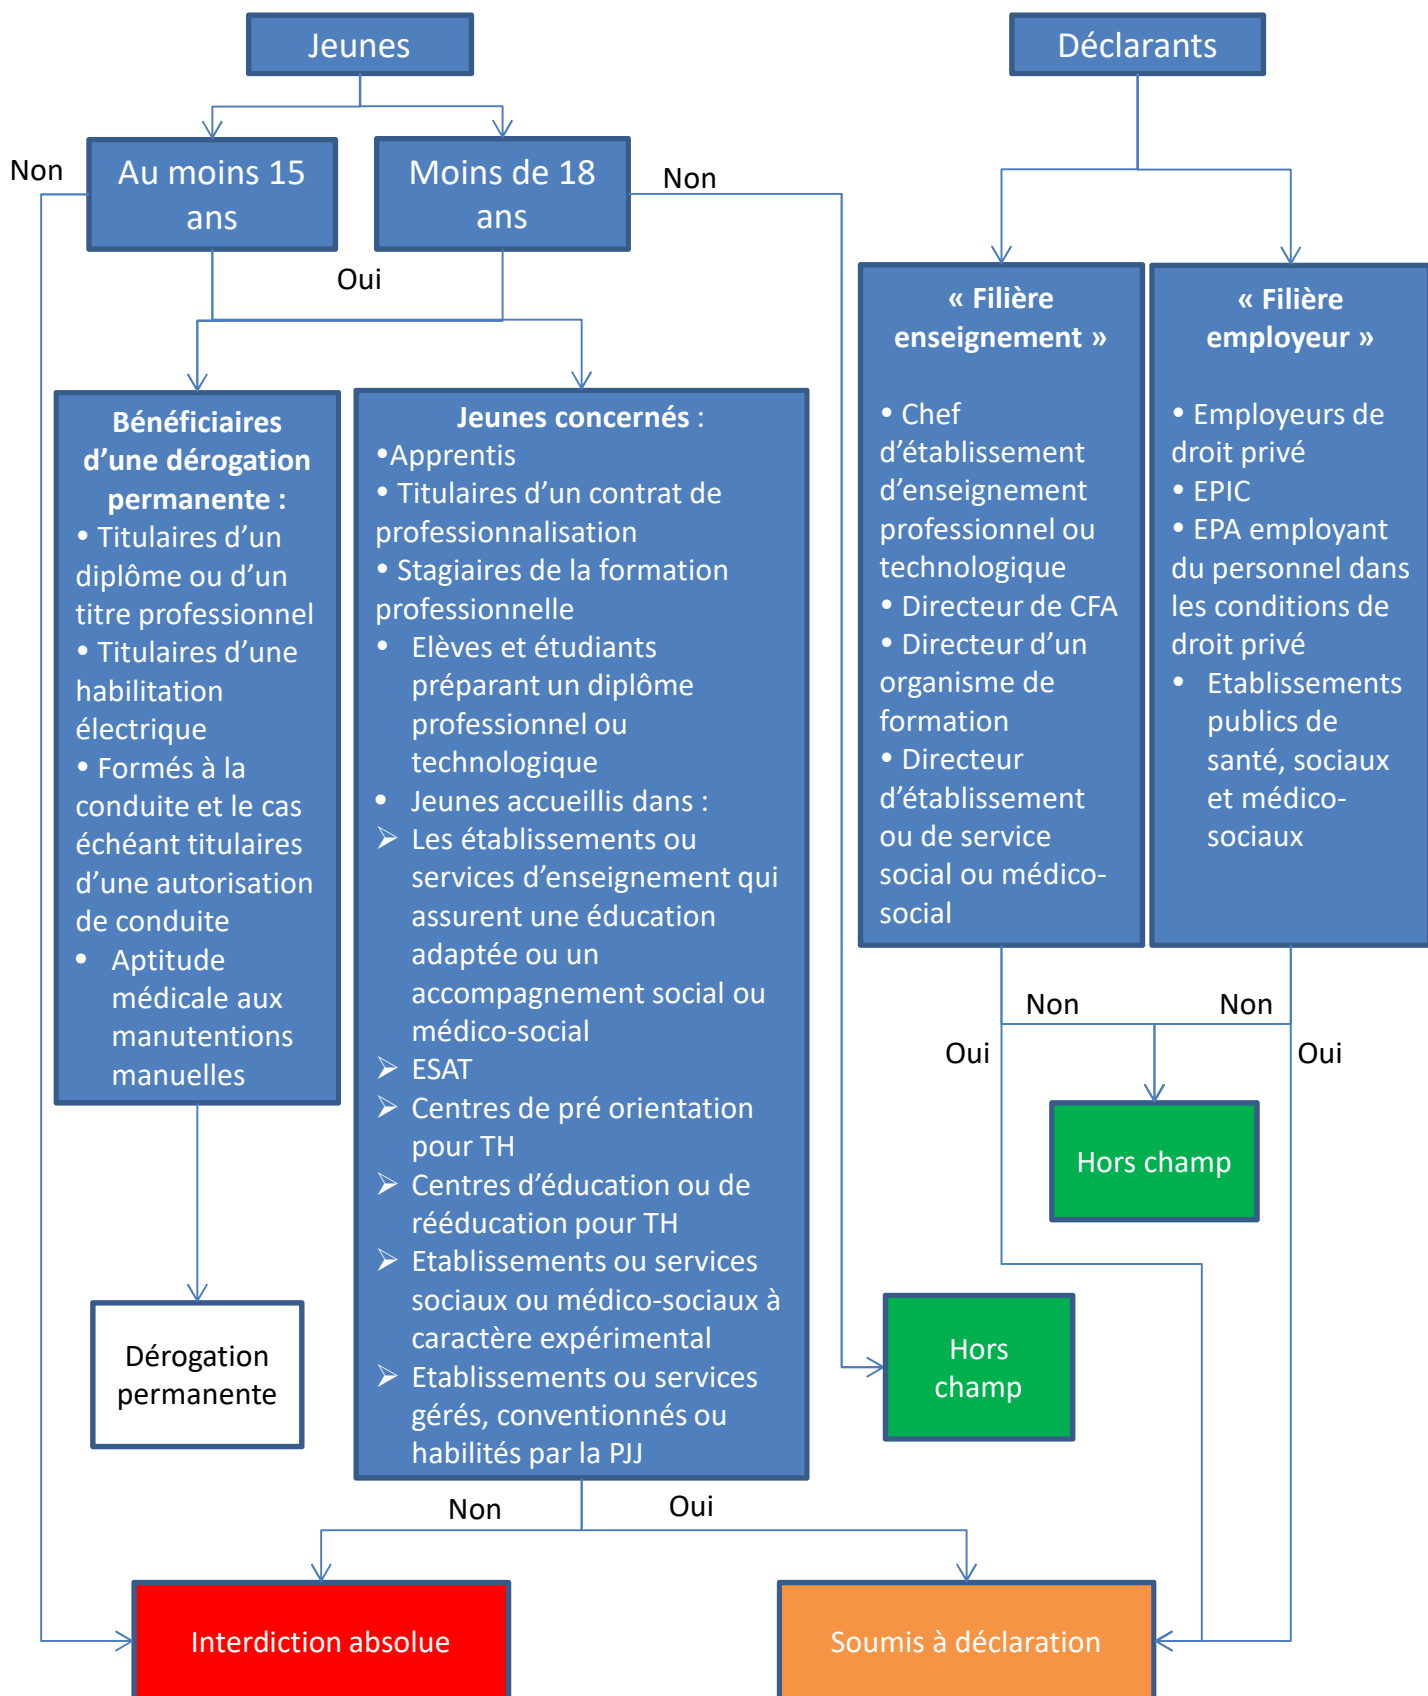 Jeunes
Déclarants
Non
Au moins 15
ans
Moins de 18
ans
Non
Oui
« Filière
enseignement »
• Chef
d’établissement
d’enseignement
professionnel ou
technologique
• Directeur de CFA
• Directeur d’un
organisme de
formation
• Directeur
d’établissement
ou de service
social ou médico-
social
« Filière
employeur »
• Employeurs de
droit privé
• EPIC
• EPA employant
du personnel dans
les conditions de
droit privé
• Etablissements
publics de
santé, sociaux
et médico-
sociaux
Bénéficiaires
d’une dérogation
permanente :
• Titulaires d’un
diplôme ou d’un
titre professionnel
• Titulaires d’une
habilitation
électrique
• Formés à la
conduite et le cas
échéant titulaires
d’une autorisation
de conduite
• Aptitude
médicale aux
manutentions
manuelles
Jeunes concernés :
•Apprentis
• Titulaires d’un contrat de
professionnalisation
• Stagiaires de la formation
professionnelle
• Elèves et étudiants
préparant un diplôme
professionnel ou
technologique
• Jeunes accueillis dans :
➢ Les établissements ou
services d’enseignement qui
assurent une éducation
adaptée ou un
accompagnement social ou
médico-social
➢ ESAT
➢ Centres de pré orientation
pour TH
➢ Centres d’éducation ou de
rééducation pour TH
➢ Etablissements ou services
sociaux ou médico-sociaux à
caractère expérimental
➢ Etablissements ou services
gérés, conventionnés ou
habilités par la PJJ
Non
Non
Oui
Oui
Hors champ
Dérogation
permanente
Hors
champ
Non
Oui
Interdiction absolue
Soumis à déclaration